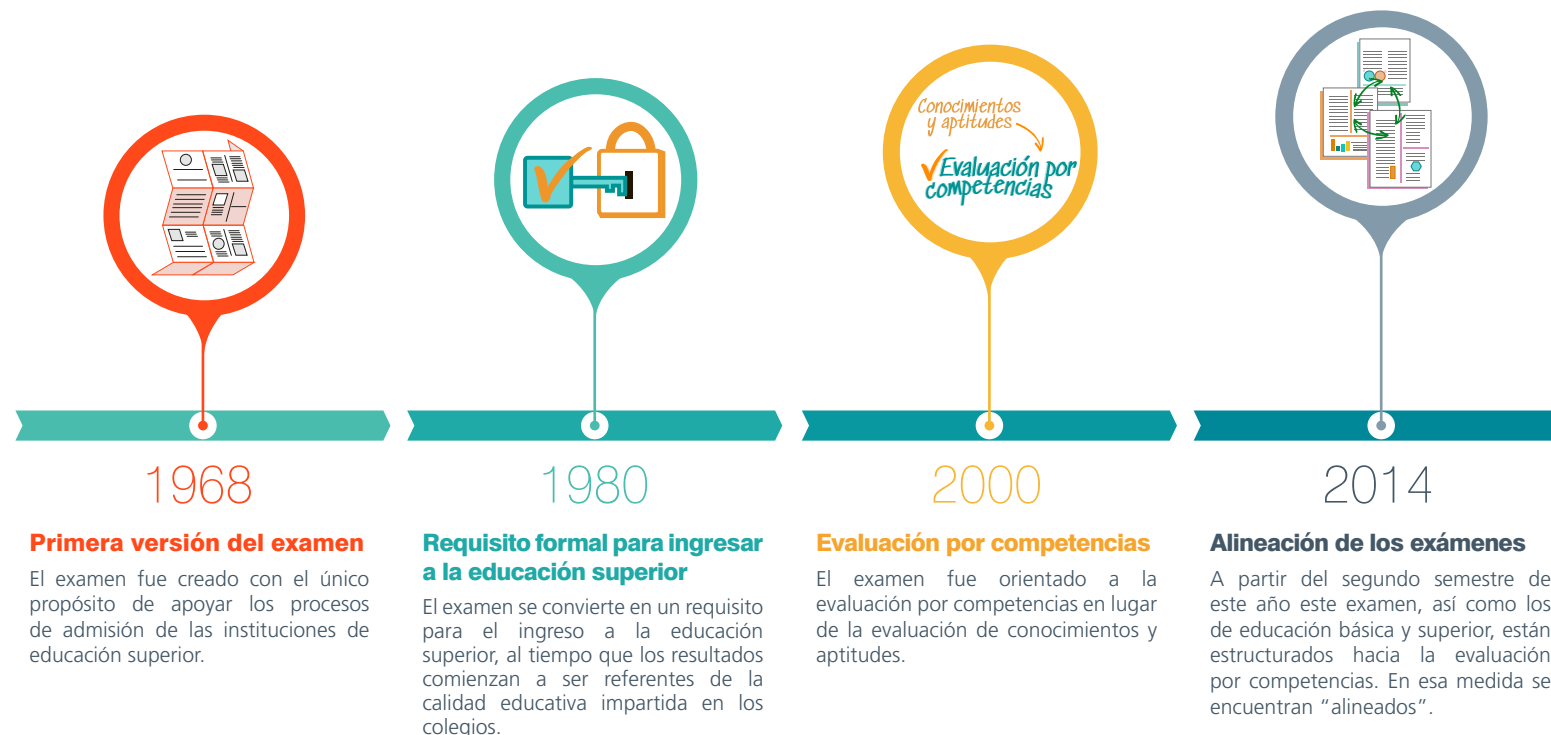 Conocimientos
y aptitudes
Evaluación por
competencias
1968
Primera versión del examen
El examen fue creado con el único
propósito de apoyar los procesos
de admisión de las instituciones de
educación superior.
1980
Requisito formal para ingresar
a la educación superior
El examen se convierte en un requisito
para el ingreso a la educación
superior, al tiempo que los resultados
comienzan a ser referentes de la
calidad educativa impartida en los
colegios.
2000
Evaluación por competencias
El examen fue orientado a la
evaluación por competencias en lugar
de la evaluación de conocimientos y
aptitudes.
2014
Alineación de los exámenes
A partir del segundo semestre de
este año este examen, así como los
de educación básica y superior, están
estructurados hacia la evaluación
por competencias. En esa medida se
encuentran “alineados”.